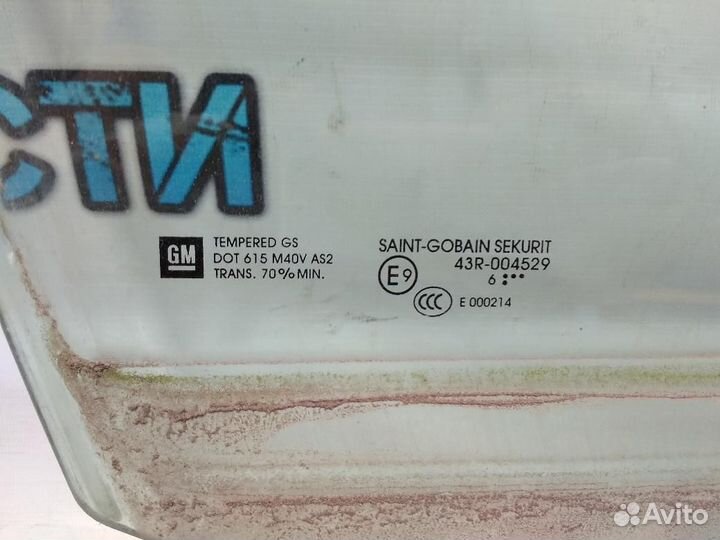 СТИ
GM
TEMPERED GS
DOT 615 M40V AS2
TRANS. 70% MIN.
SAINT-GOBAIN SEKURIT
E9
43R-004529
6
CCC
E 000214
Avito